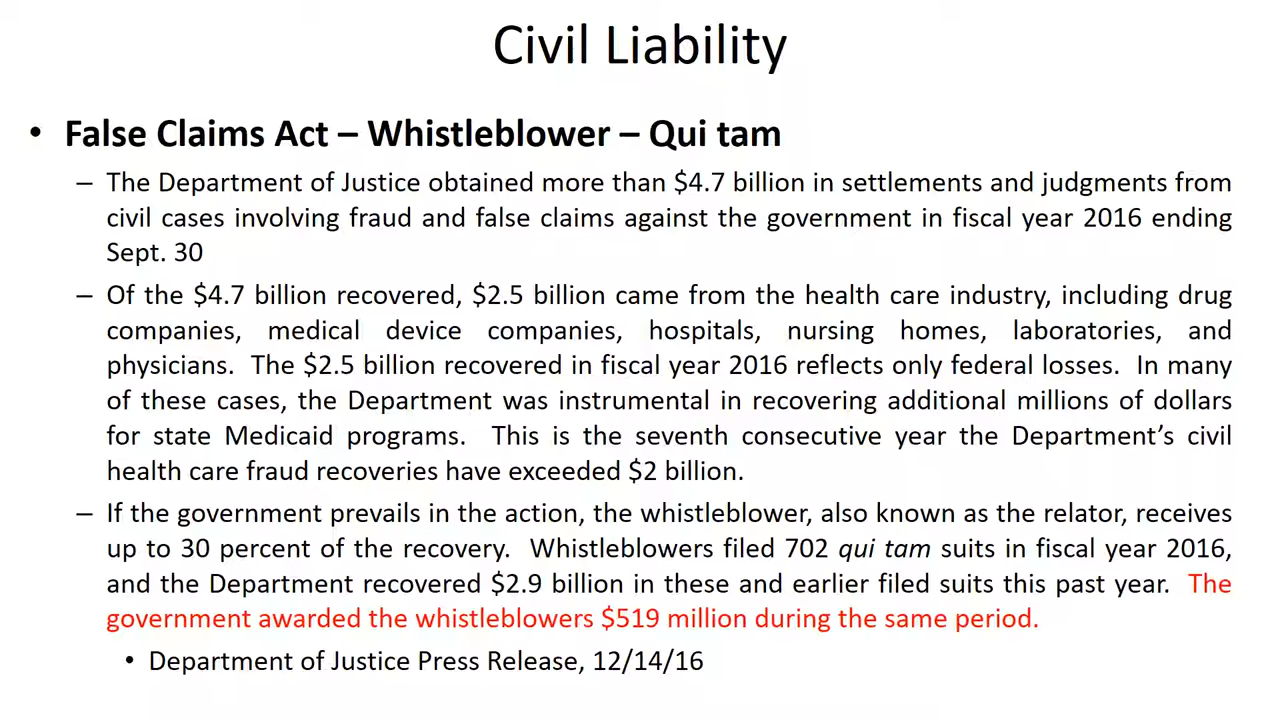 Civil Liability
• False Claims Act – Whistleblower – Qui tam
– The Department of Justice obtained more than $4.7 billion in settlements and judgments from
civil cases involving fraud and false claims against the government in fiscal year 2016 ending
Sept. 30
– Of the $4.7 billion recovered, $2.5 billion came from the health care industry, including drug
companies, medical device companies, hospitals, nursing homes, laboratories, and
physicians. The $2.5 billion recovered in fiscal year 2016 reflects only federal losses. In many
of these cases, the Department was instrumental in recovering additional millions of dollars
for state Medicaid programs. This is the seventh consecutive year the Department’s civil
health care fraud recoveries have exceeded $2 billion.
– If the government prevails in the action, the whistleblower, also known as the relator, receives
up to 30 percent of the recovery. Whistleblowers filed 702 qui tam suits in fiscal year 2016,
and the Department recovered $2.9 billion in these and earlier filed suits this past year. The
government awarded the whistleblowers $519 million during the same period.
• Department of Justice Press Release, 12/14/16